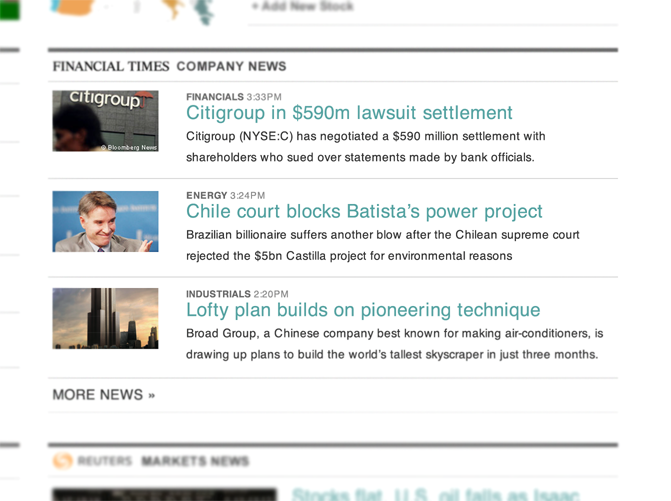 + Add New Stock
FINANCIAL TIMES COMPANY NEWS
citigroup
© Bloomberg News
FINANCIALS 3:33PM
Citigroup in $590m lawsuit settlement
Citigroup (NYSE:C) has negotiated a $590 million settlement with
shareholders who sued over statements made by bank officials.
ENERGY 3:24PM
Chile court blocks Batista’s power project
Brazilian billionaire suffers another blow after the Chilean supreme court
rejected the $5bn Castilla project for environmental reasons
INDUSTRIALS 2:20PM
Lofty plan builds on pioneering technique
Broad Group, a Chinese company best known for making air-conditioners, is
drawing up plans to build the world’s tallest skyscraper in just three months.
MORE NEWS »
REUTERS MARKETS NEWS
Stocks flat, U.S. oil falls as Isaac